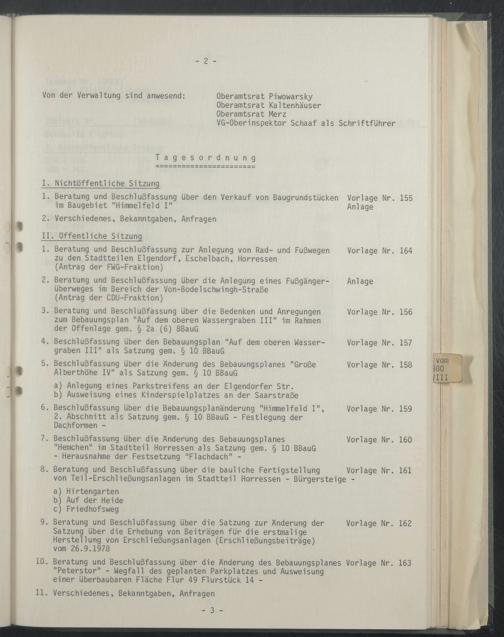 - 2 -
Von der Verwaltung sind anwesend: Oberamtsrat Piwowarsky
Oberamtsrat Kaltenhäuser
Oberamtsrat Merz
VG-Oberinspektor Schaaf als Schriftführer
T a g e s o r d n u n g
=======================
I. Nichtöffentliche Sitzung
1. Beratung und Beschlußfassung über den Verkauf von Baugrundstücken Vorlage Nr. 155
im Baugebiet "Himmelfeld I" Anlage
2. Verschiedenes, Bekanntgaben, Anfragen
II. Öffentliche Sitzung
1. Beratung und Beschlußfassung zur Anlegung von Rad- und Fußwegen Vorlage Nr. 164
zu den Stadtteilen Elgendorf, Eschelbach, Horressen
(Antrag der FWG-Fraktion)
2. Beratung und Beschlußfassung über die Anlegung eines Fußgänger- Anlage
überweges im Bereich der Von-Bodelschwingh-Straße
(Antrag der CDU-Fraktion)
3. Beratung und Beschlußfassung über die Bedenken und Anregungen Vorlage Nr. 156
zum Bebauungsplan "Auf dem oberen Wassergraben III" im Rahmen
der Offenlage gem. § 2a (6) BBauG
4. Beschlußfassung über den Bebauungsplan "Auf dem oberen Wasser- Vorlage Nr. 157
graben III" als Satzung gem. § 10 BBauG
5. Beschlußfassung über die Änderung des Bebauungsplanes "Große Vorlage Nr. 158
Alberthöhe IV" als Satzung gem. § 10 BBauG
a) Anlegung eines Parkstreifens an der Elgendorfer Str.
b) Ausweisung eines Kinderspielplatzes an der Saarstraße
6. Beschlußfassung über die Bebauungsplanänderung "Himmelfeld I", Vorlage Nr. 159
2. Abschnitt als Satzung gem. § 10 BBauG - Festlegung der
Dachformen -
7. Beschlußfassung über die Änderung des Bebauungsplanes Vorlage Nr. 160
"Hemchen" im Stadtteil Horressen als Satzung gem. § 10 BBauG
- Herausnahme der Festsetzung "Flachdach" -
8. Beratung und Beschlußfassung über die bauliche Fertigstellung Vorlage Nr. 161
von Teil-Erschließungsanlagen im Stadtteil Horressen - Bürgersteige -
a) Hirtengarten
b) Auf der Heide
c) Friedhofsweg
9. Beratung und Beschlußfassung über die Satzung zur Änderung der Vorlage Nr. 162
Satzung über die Erhebung von Beiträgen für die erstmalige
Herstellung von Erschließungsanlagen (Erschließungsbeiträge)
vom 26.9.1978
10. Beratung und Beschlußfassung über die Änderung des Bebauungsplanes Vorlage Nr. 163
"Peterstor" - Wegfall des geplanten Parkplatzes und Ausweisung
einer überbaubaren Fläche Flur 49 Flurstück 14 -
11. Verschiedenes, Bekanntgaben, Anfragen
- 3 -
vom